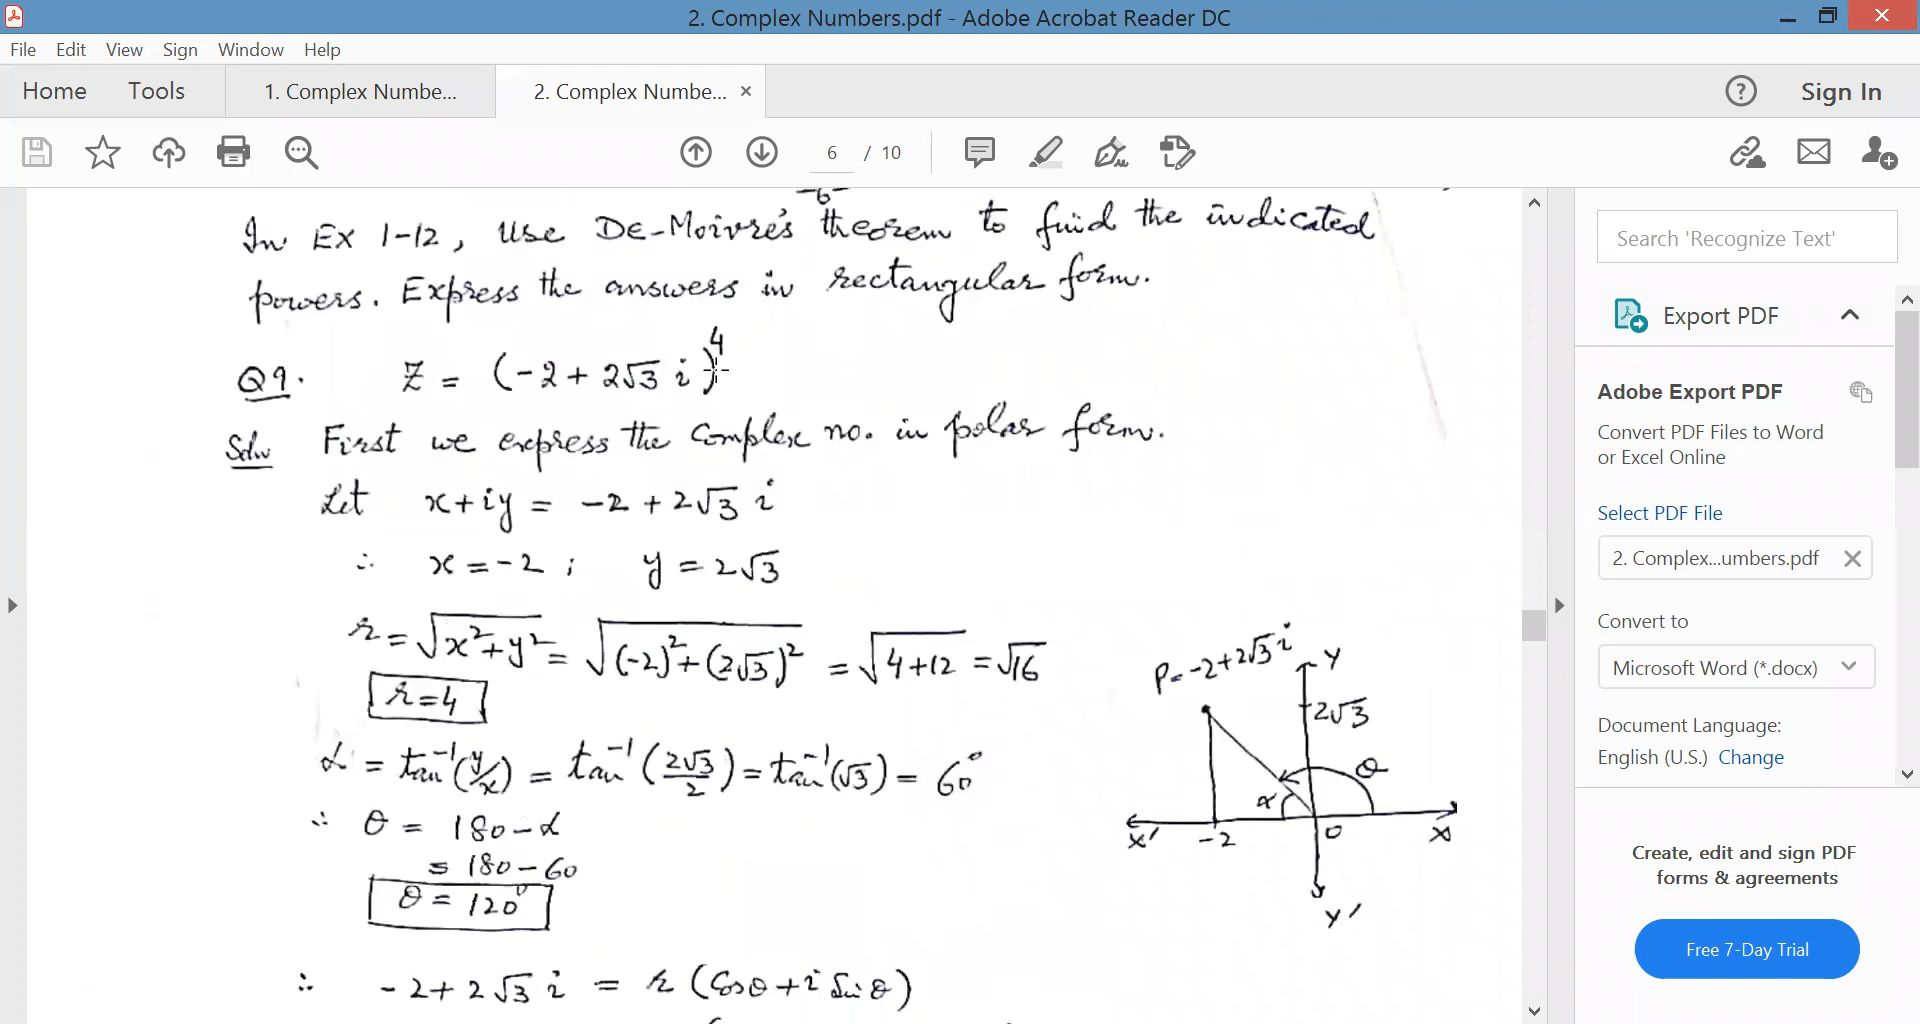 2. Complex Numbers.pdf - Adobe Acrobat Reader DC
File Edit View Sign Window Help
Home Tools 1. Complex Numbe... 2. Complex Numbe... × Sign In
6 / 10
-6-
In Ex 1-12, Use De-Moivre's theorem to find the indicated
powers. Express the answers in rectangular form.
Q9. Z = (-2 + 2√3 i)^4
Soln First we express the complex no. in polar form.
Let x+iy = -2 + 2√3 i
∴ x = -2 ; y = 2√3
r = √(x²+y²) = √((-2)²+(2√3)²) = √(4+12) = √16
r = 4
α = tan⁻¹(y/x) = tan⁻¹(2√3/2) = tan⁻¹(√3) = 60°
∴ θ = 180-α
= 180-60
θ = 120°
∴ -2+2√3 i = r (Cosθ + i Sin θ)
P=-2+2√3 i
Y
2√3
θ
α
X' -2 0 X
Y'
Search 'Recognize Text'
Export PDF
Adobe Export PDF
Convert PDF Files to Word
or Excel Online
Select PDF File
2. Complex...umbers.pdf
Convert to
Microsoft Word (*.docx)
Document Language:
English (U.S.) Change
Create, edit and sign PDF
forms & agreements
Free 7-Day Trial